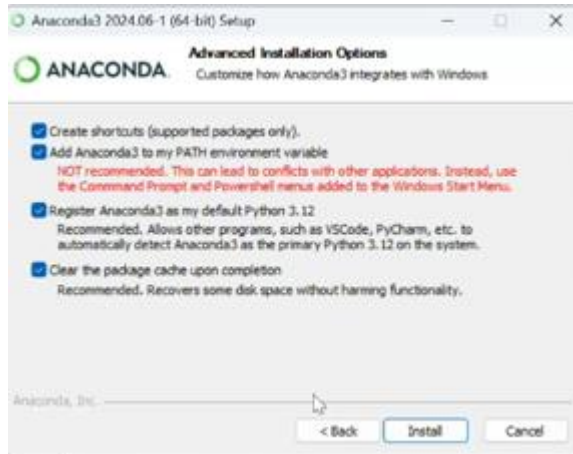 Anaconda3 2024.06-1 (64-bit) Setup
Advanced Installation Options
ANACONDA.
Customize how Anaconda3 integrates with Windows
Create shortcuts (supported packages only).
Add Anaconda3 to my PATH environment variable
NOT recommended. This can lead to conflicts with other applications. Instead, use
the Commmand Prompt and Powershell menus added to the Windows Start Menu.
Register Anaconda3 as my default Python 3.12
Recommended. Allows other programs, such as VSCode, PyCharm, etc. to
automatically detect Anaconda3 as the primary Python 3.12 on the system.
Clear the package cache upon completion
Recommended. Recovers some disk space without harming functionality.
Anaconda, Inc.
< Back
Install
Cancel